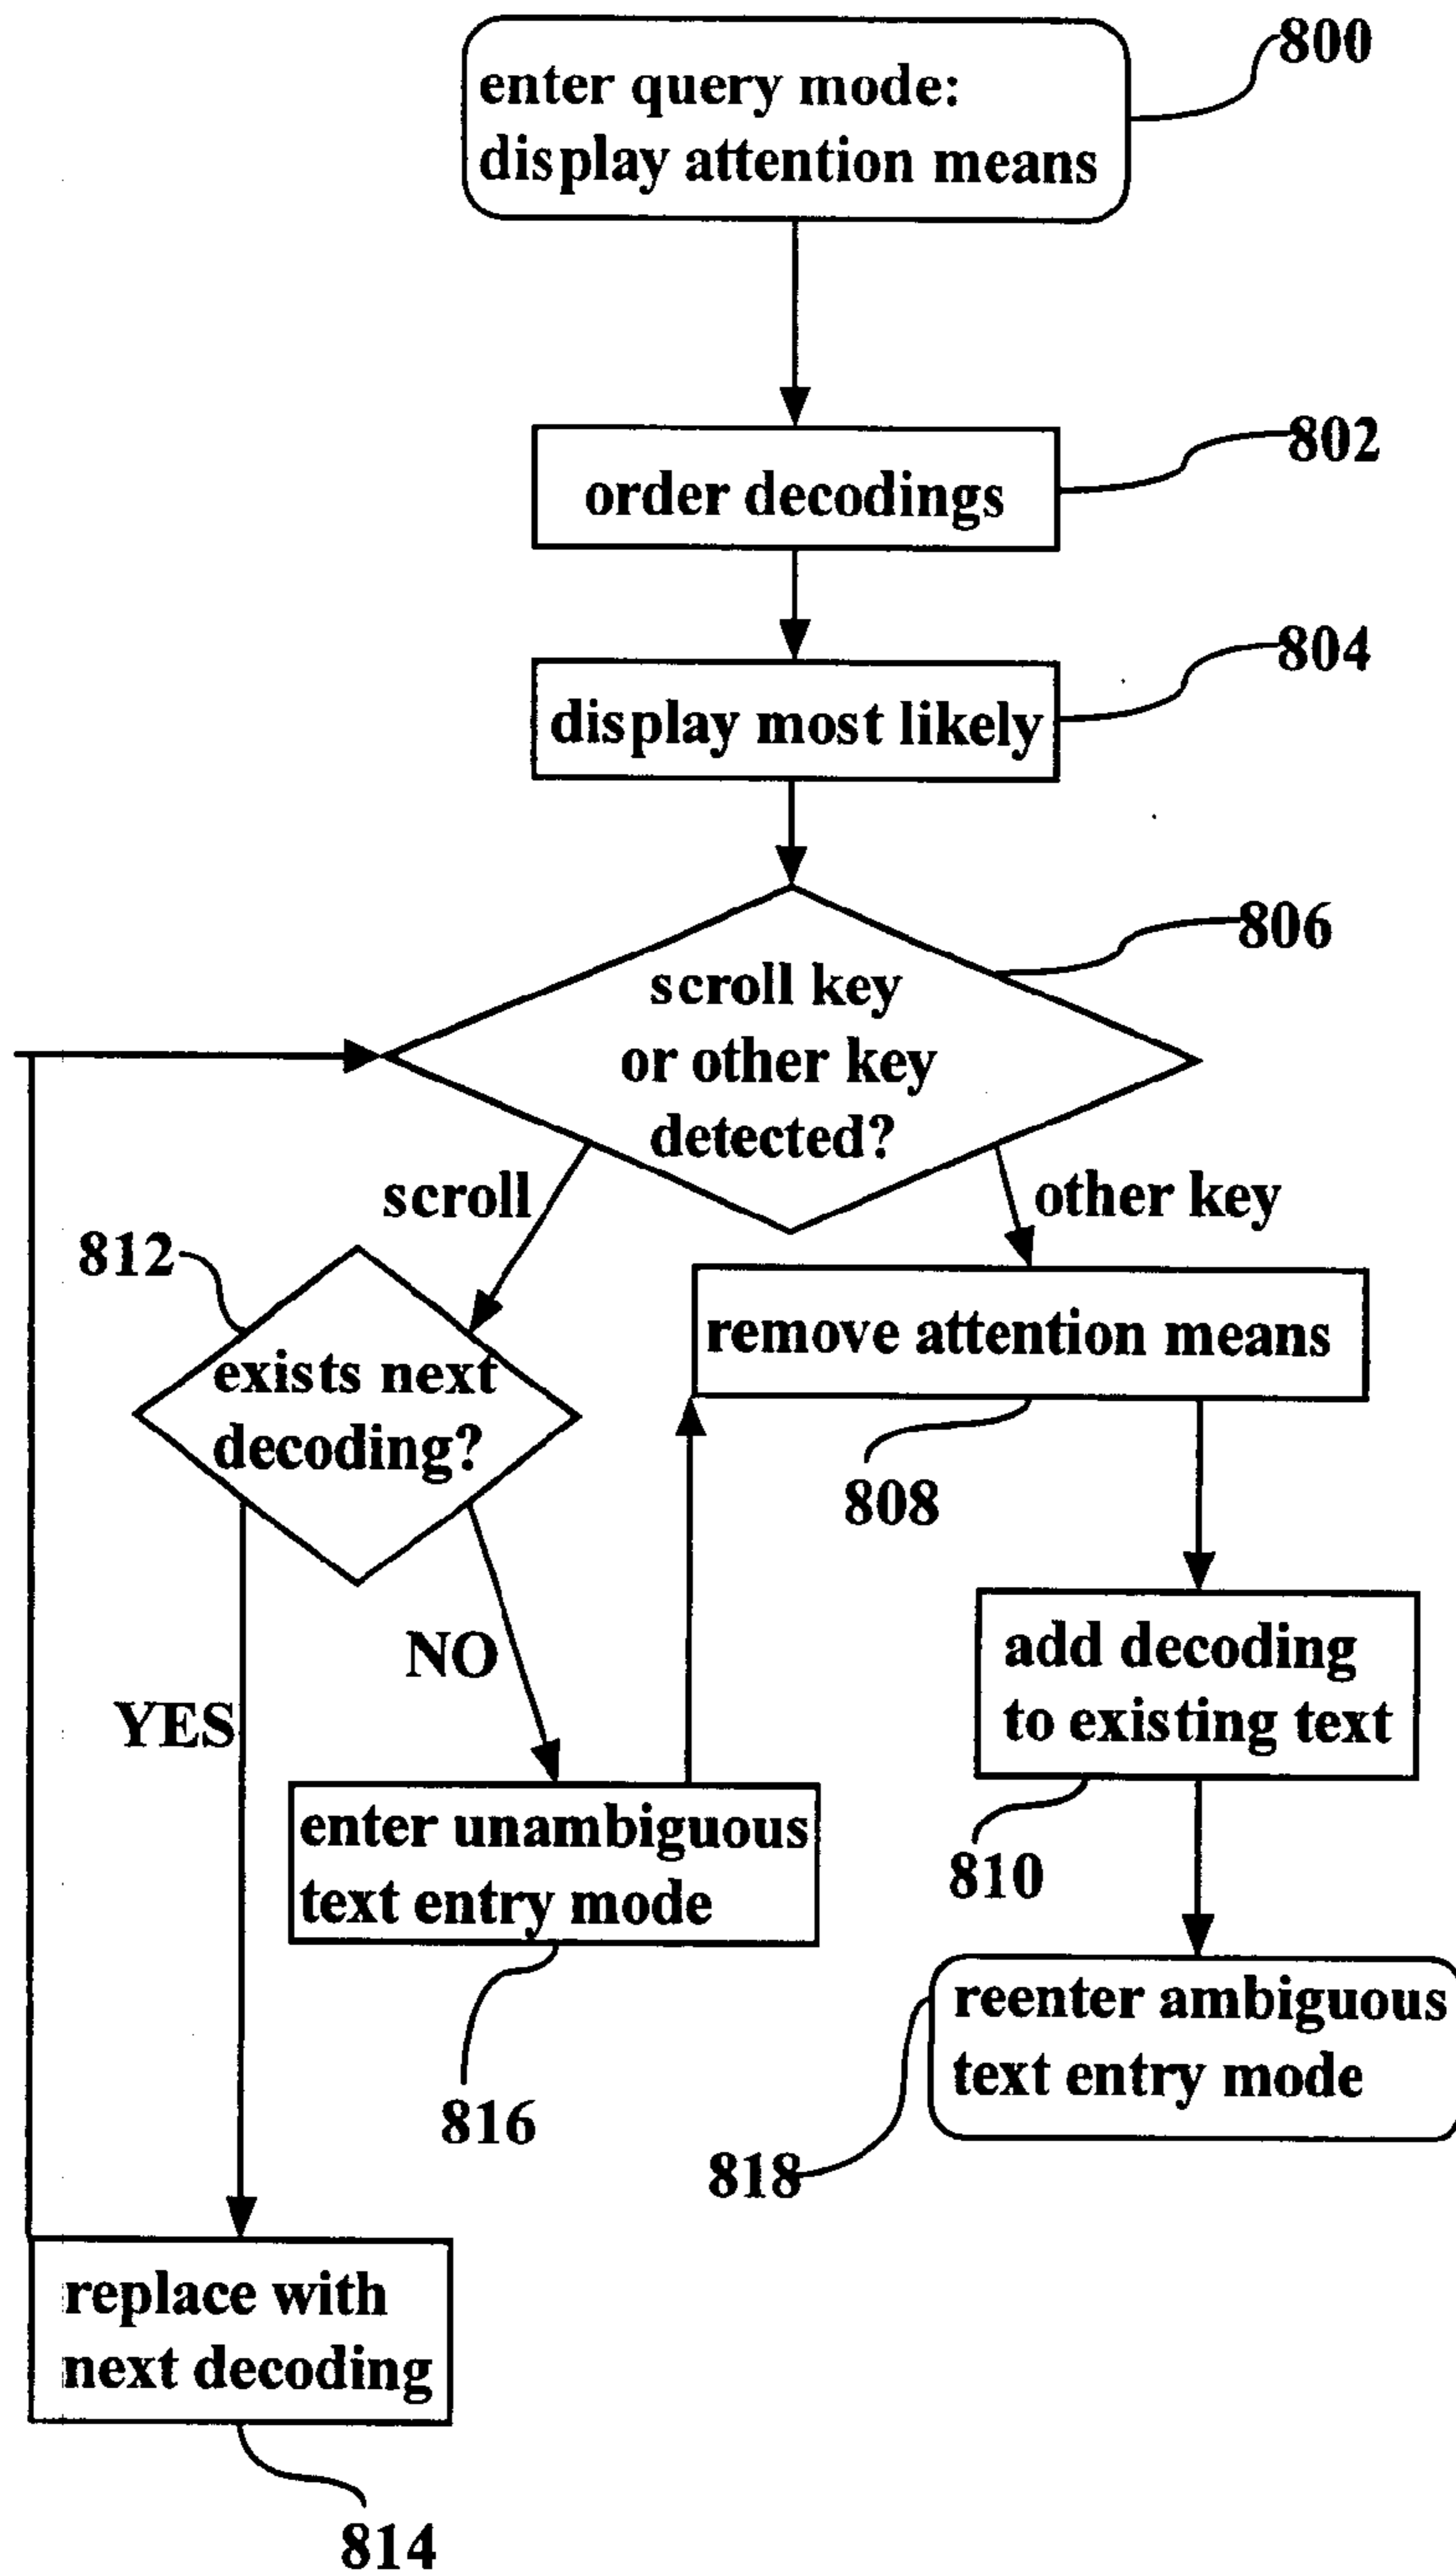 800
enter query mode:
display attention means
802
order decodings
804
display most likely
806
scroll key
or other key
detected?
scroll
other key
812
exists next
decoding?
remove attention means
808
NO
YES
add decoding
to existing text
810
enter unambiguous
text entry mode
816
reenter ambiguous
text entry mode
818
replace with
next decoding
814